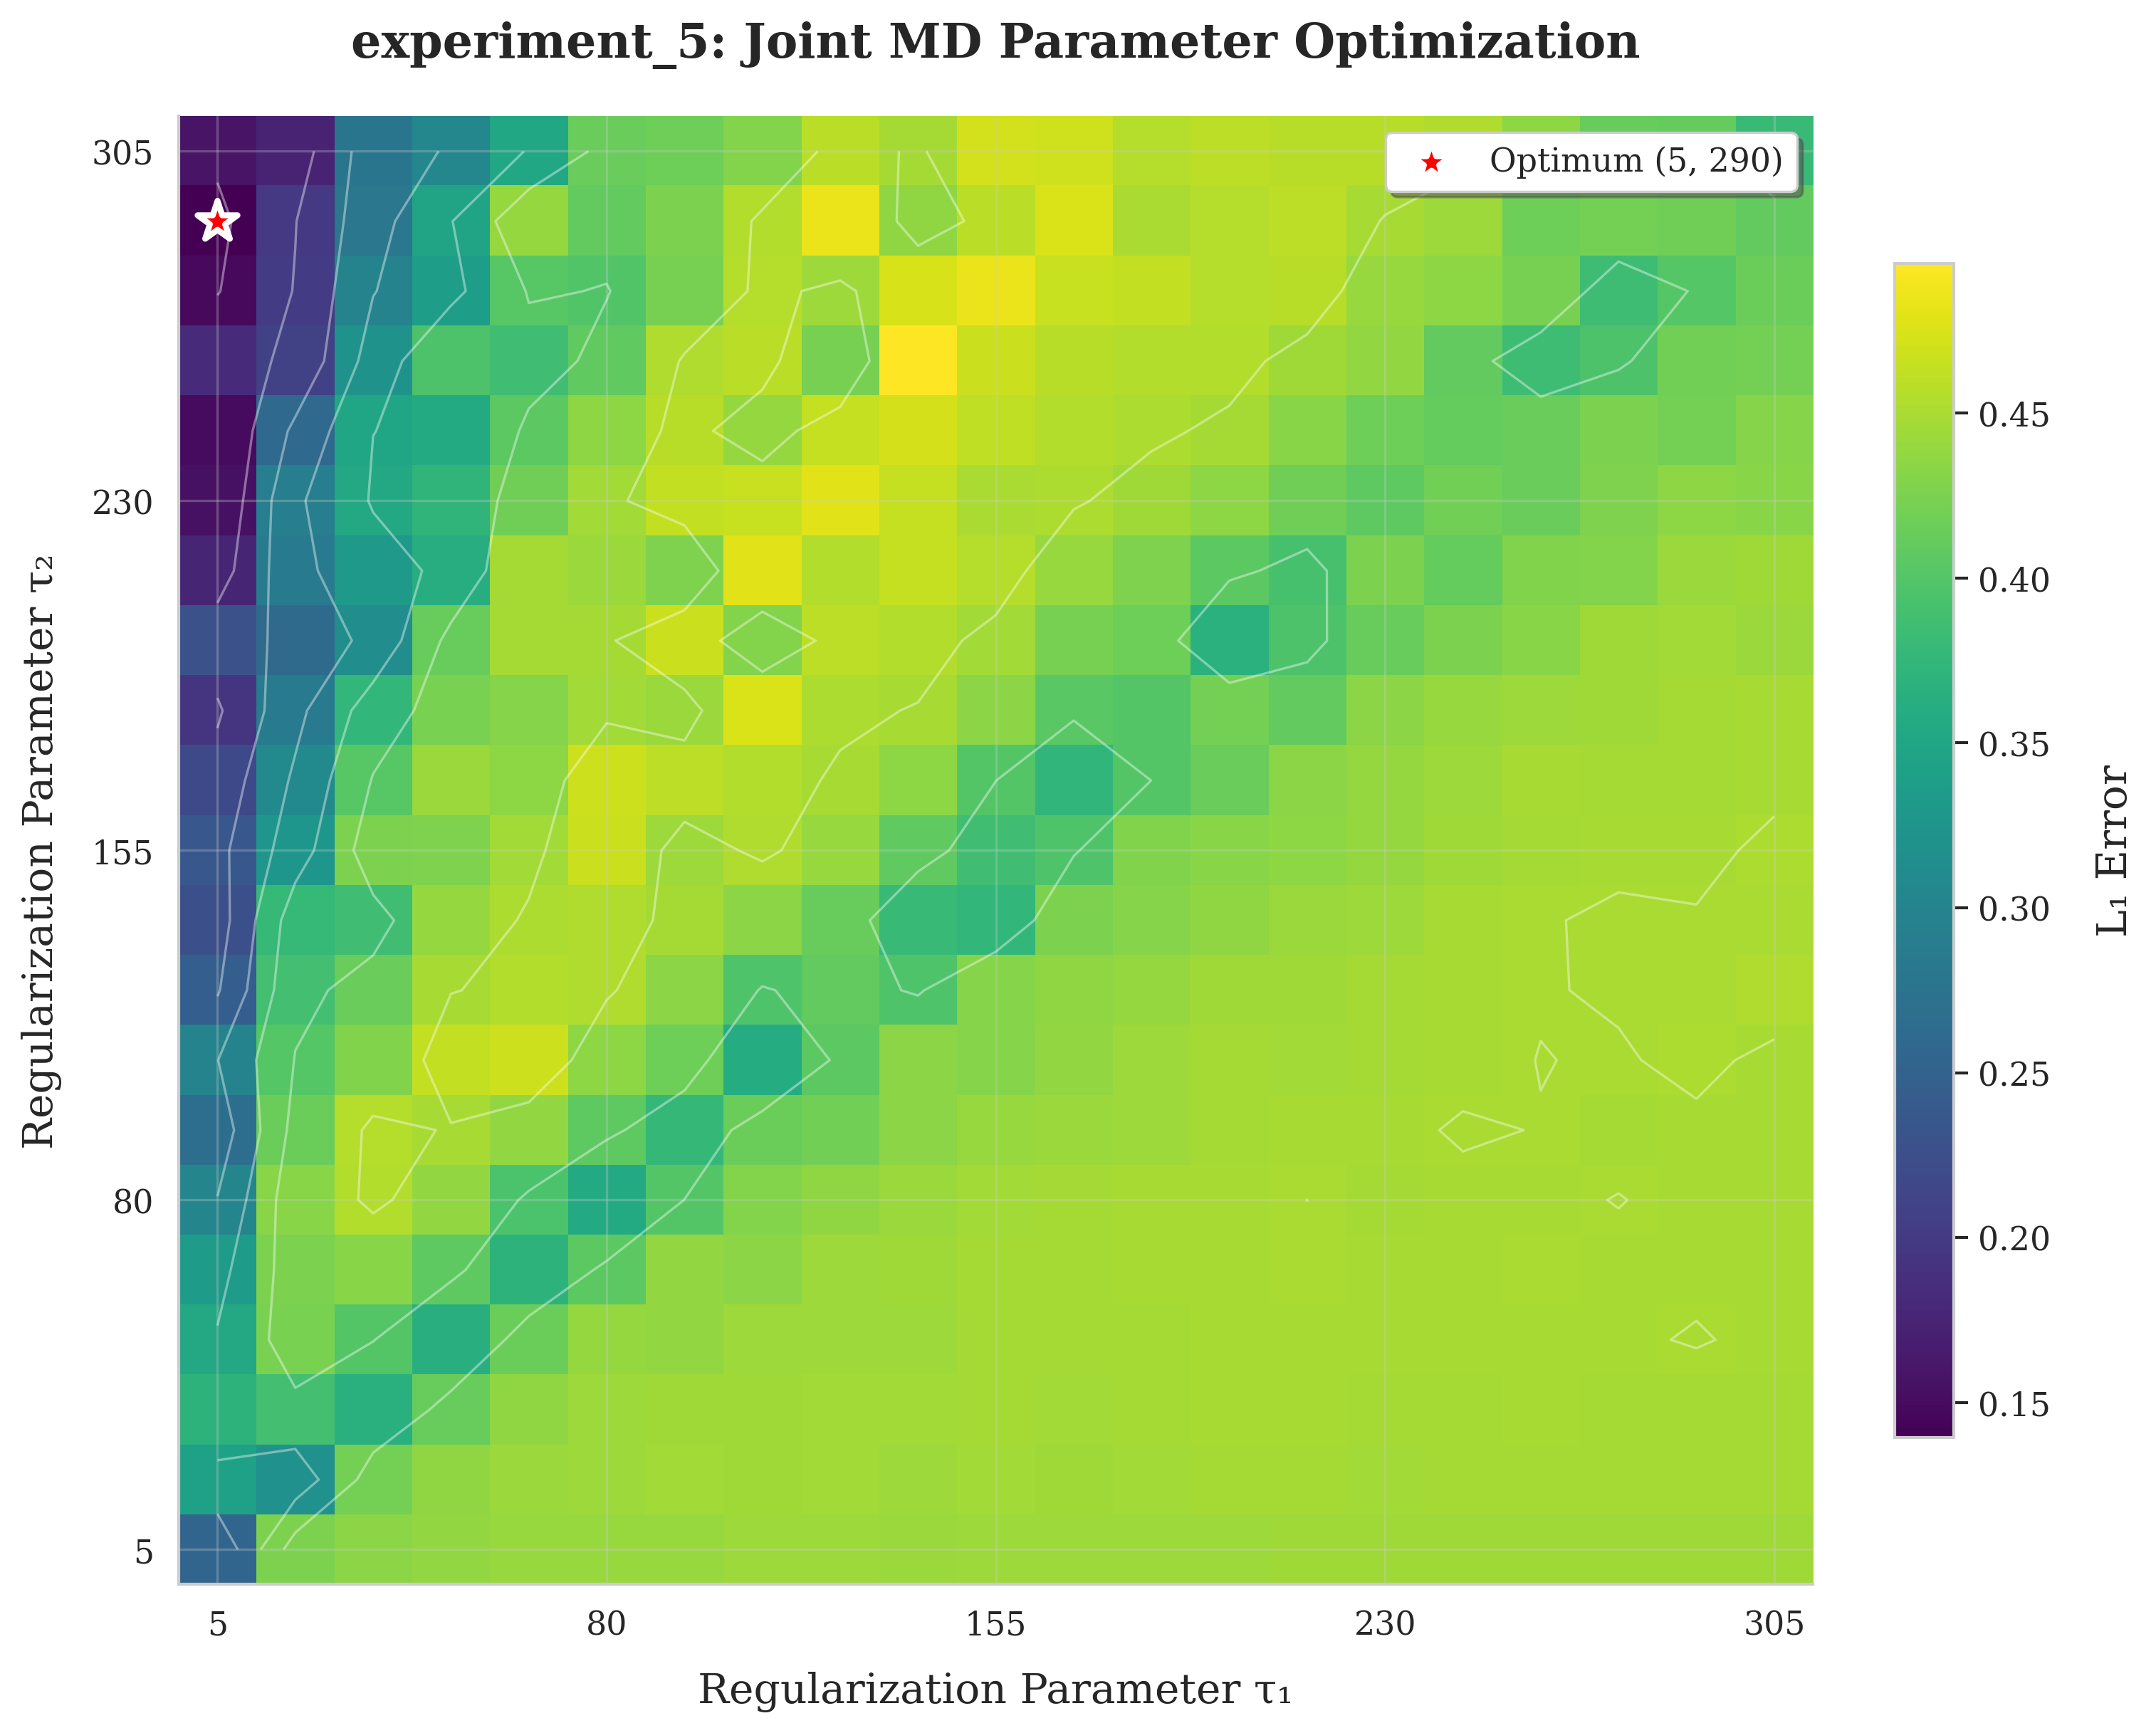 experiment_5: Joint MD Parameter Optimization
Optimum (5, 290)
305
230
155
80
5
Regularization Parameter τ₂
5 80 155 230 305
Regularization Parameter τ₁
0.45
0.40
0.35
0.30
0.25
0.20
0.15
L₁ Error